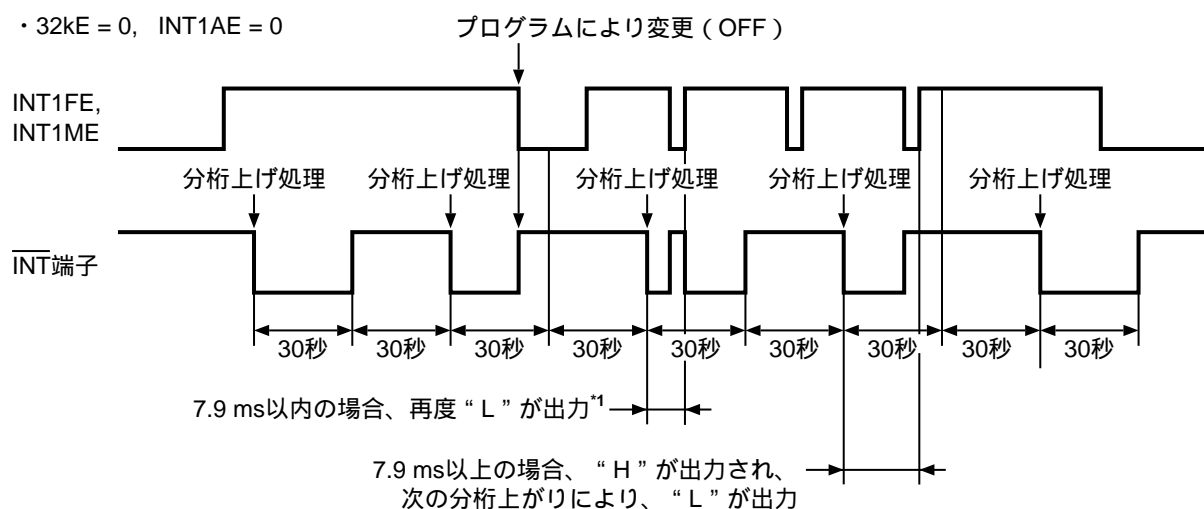 ・32kE = 0, INT1AE = 0
プログラムにより変更（OFF）
INT1FE,
INT1ME
分桁上げ処理 分桁上げ処理 分桁上げ処理 分桁上げ処理 分桁上げ処理
INT端子
30秒 30秒 30秒 30秒 30秒 30秒 30秒 30秒 30秒
7.9 ms以内の場合、再度“L”が出力*1
7.9 ms以上の場合、“H”が出力され、
次の分桁上がりにより、“L”が出力